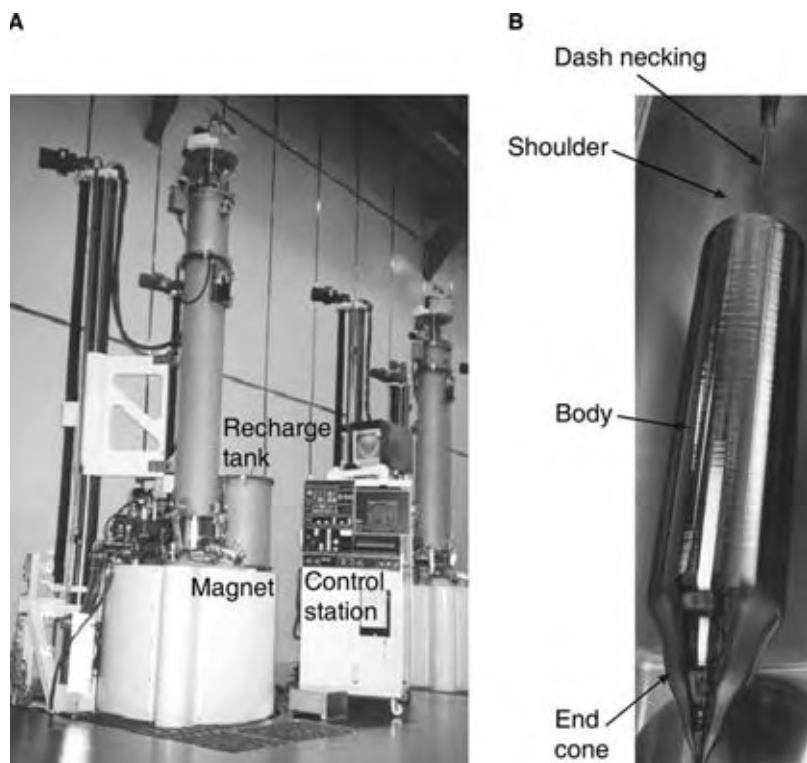 A
B
Dash necking
Shoulder
Body
End
cone
Recharge
tank
Magnet
Control
station